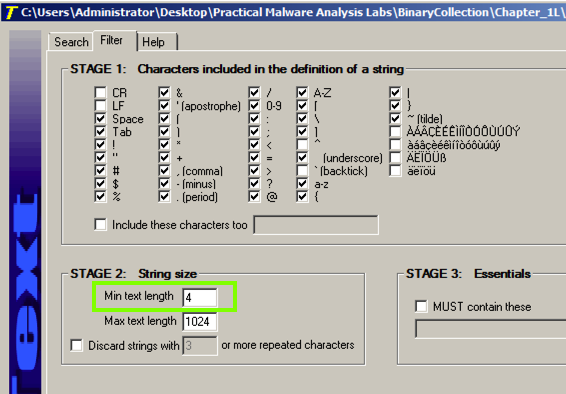 C:\Users\Administrator\Desktop\Practical Malware Analysis Labs\BinaryCollection\Chapter_1L\
Search Filter Help
STAGE 1: Characters included in the definition of a string
CR & / A-Z |
LF ' (apostrophe) 0-9 [ }
Space ( : \ ~ (tilde)
Tab ) ; ] ÀÁÂÇÈÉÊÌÍÎÒÓÔÙÚÛÝ
! * < ^ àáâçèéêìíîòóôùúûý
" + = _ (underscore) ÄËÏÖÜß
# , (comma) > ` (backtick) äëïöü
$ - (minus) ? a-z
% . (period) @ {
Include these characters too
STAGE 2: String size
Min text length 4
Max text length 1024
Discard strings with 3 or more repeated characters
STAGE 3: Essentials
MUST contain these